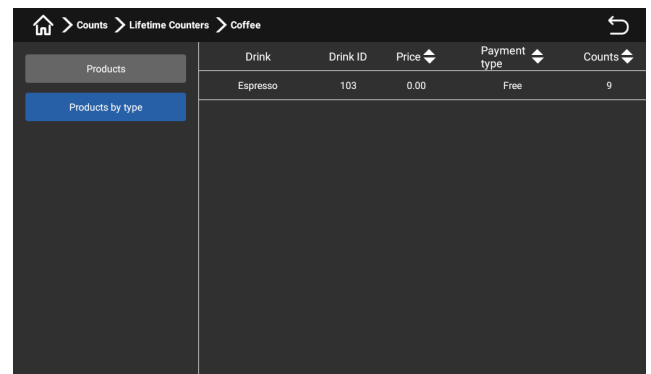 Counts Lifetime Counters Coffee
Products
Products by type
Drink Drink ID Price Payment type Counts
Espresso 103 0.00 Free 9